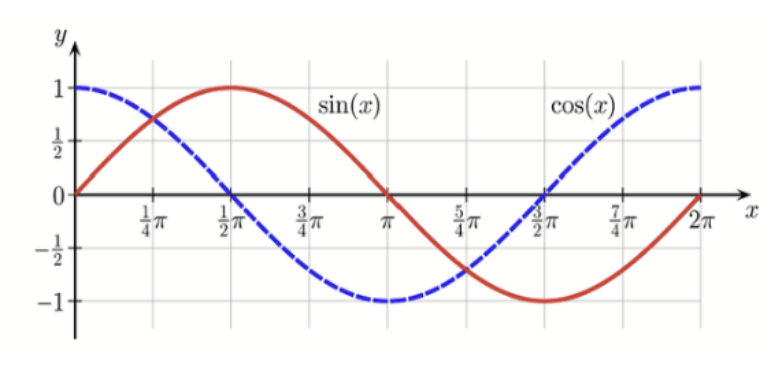 y
1
sin(x)
cos(x)
1/2
0
1/4π
1/2π
3/4π
π
5/4π
3/2π
7/4π
2π
x
−1/2
−1